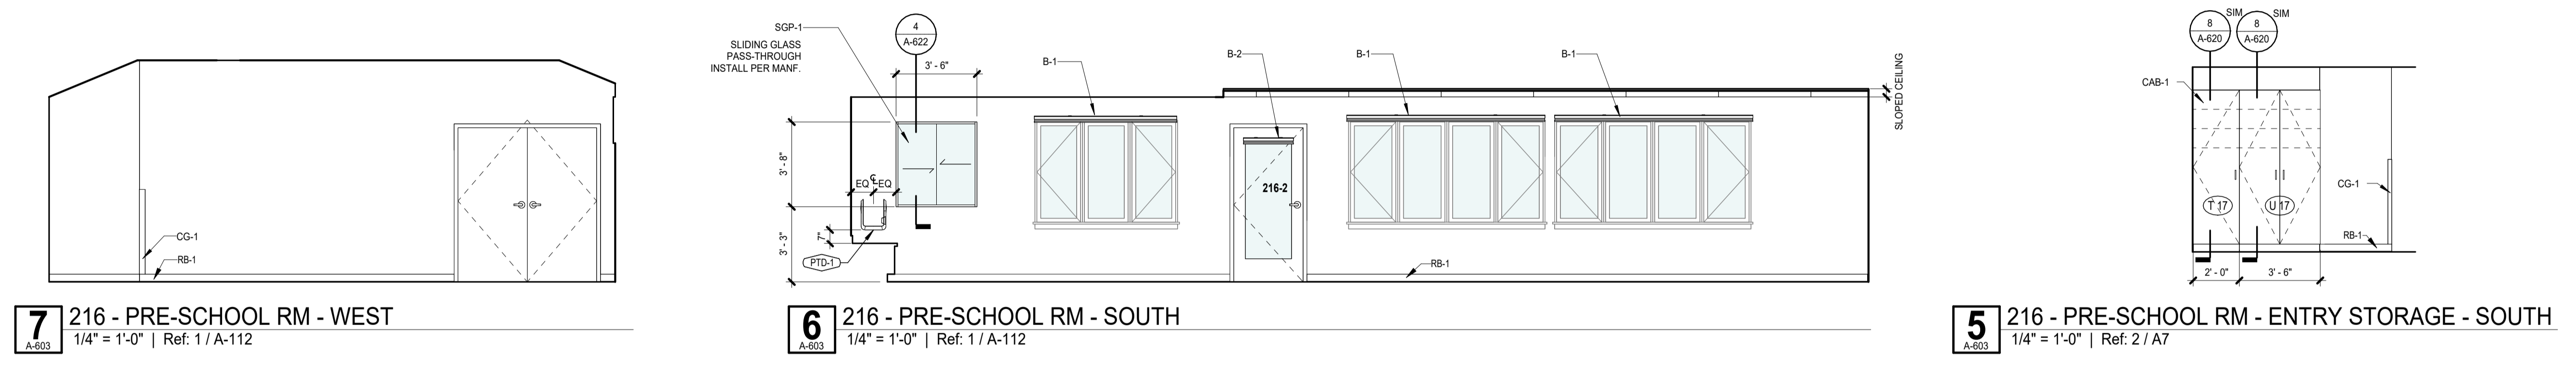 CG-1
RB-1
7
A-603
216 - PRE-SCHOOL RM - WEST
1/4" = 1'-0" | Ref: 1 / A-112
SGP-1
SLIDING GLASS
PASS-THROUGH
INSTALL PER MANF.
4
A-622
3' - 6"
B-1
B-2
B-1
B-1
SLOPED CEILING
3' - 8"
EQ
EQ
7"
3' - 3"
PTD-1
216-2
RB-1
6
A-603
216 - PRE-SCHOOL RM - SOUTH
1/4" = 1'-0" | Ref: 1 / A-112
8
A-620
SIM
8
A-620
SIM
CAB-1
CG-1
T 17
U 17
RB-1
2' - 0"
3' - 6"
5
A-603
216 - PRE-SCHOOL RM - ENTRY STORAGE - SOUTH
1/4" = 1'-0" | Ref: 2 / A7